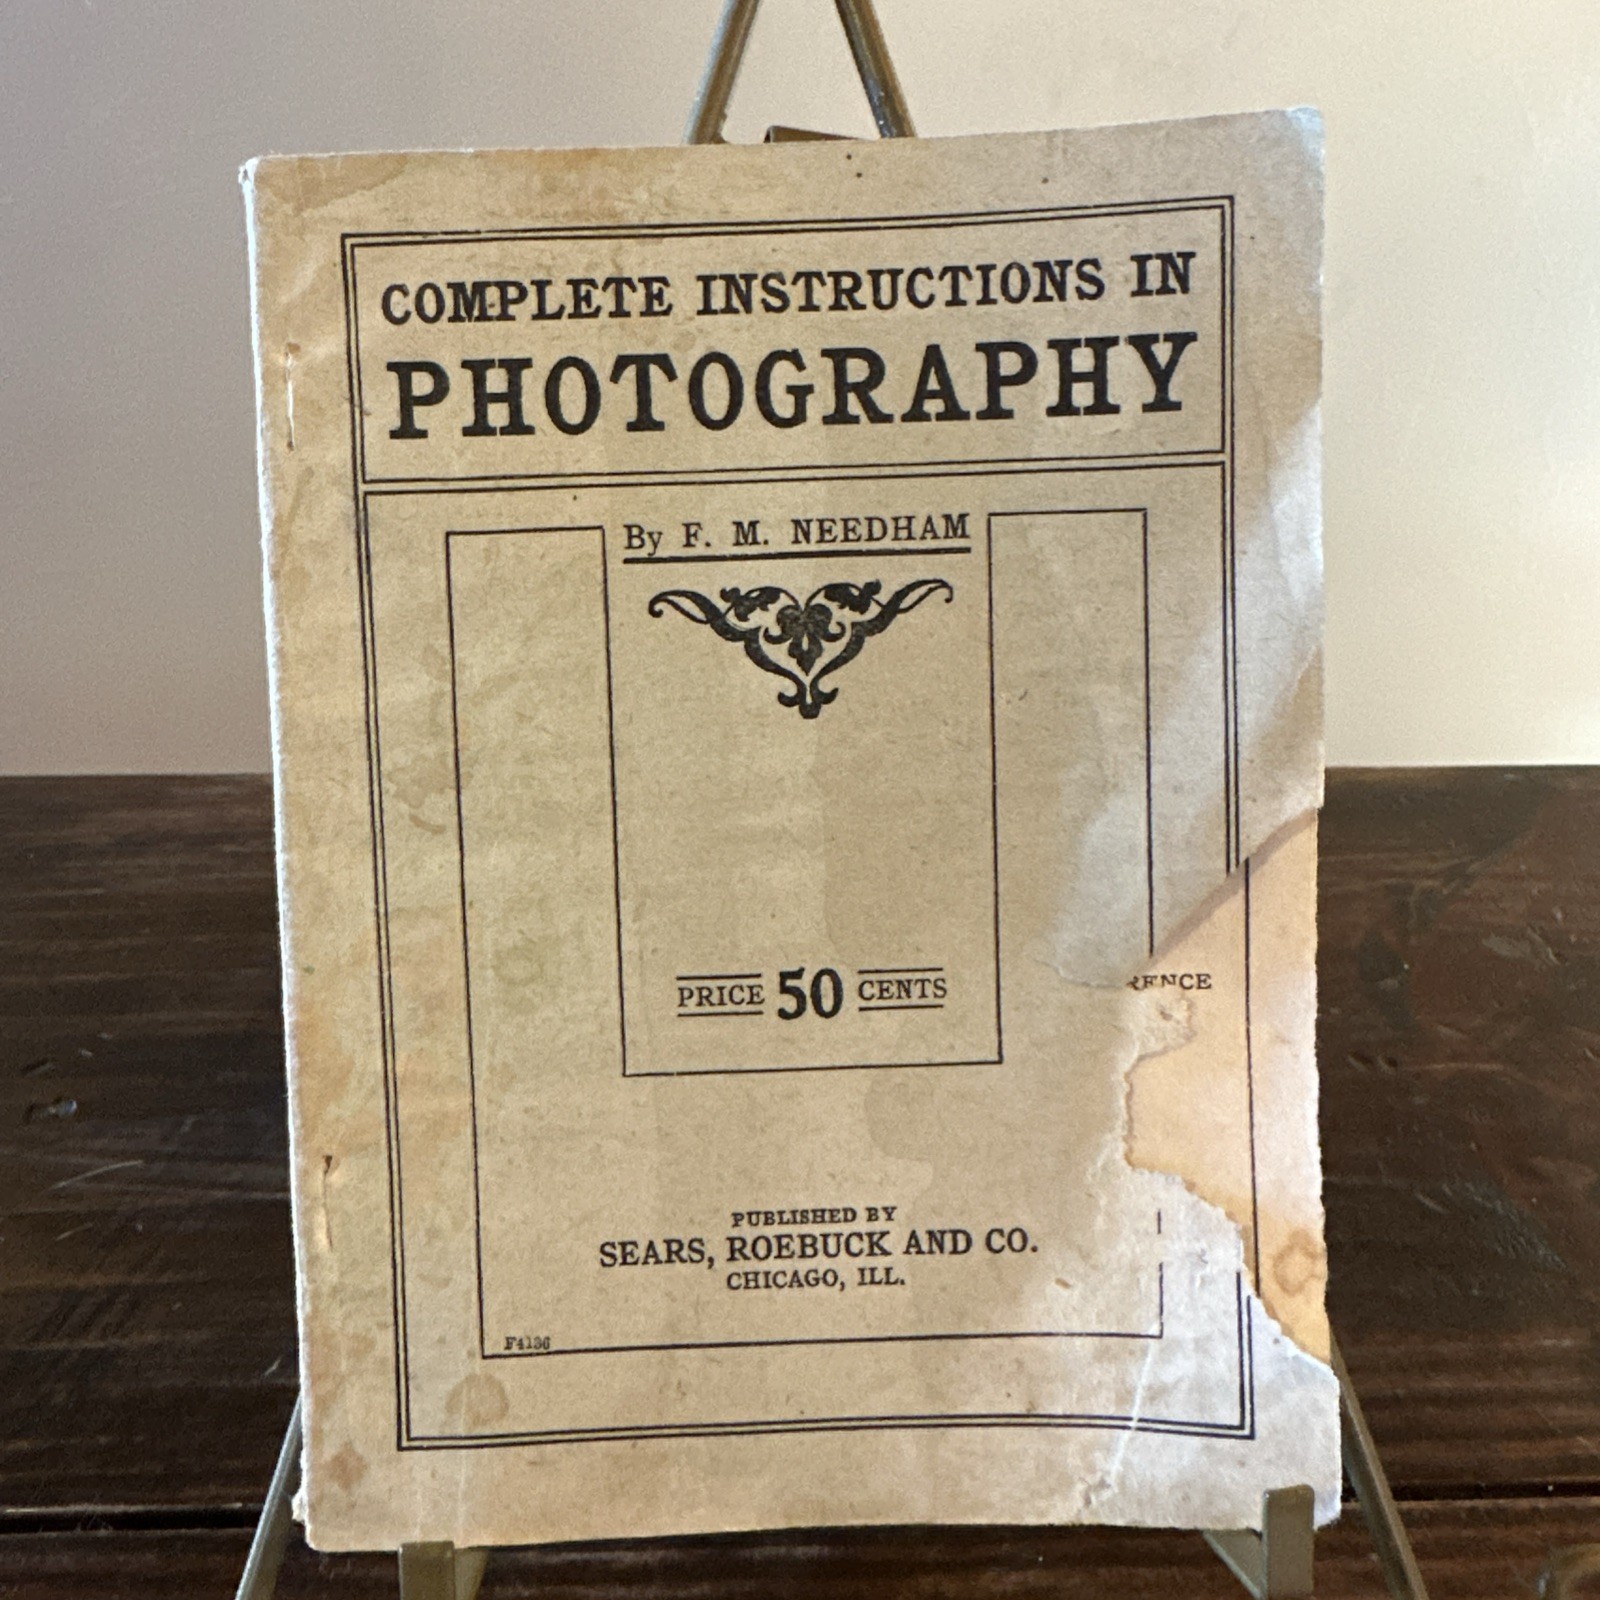 COMPLETE INSTRUCTIONS IN
PHOTOGRAPHY
By F. M. NEEDHAM
PRICE 50 CENTS
RENCE
PUBLISHED BY
SEARS, ROEBUCK AND CO.
CHICAGO, ILL.
F4136